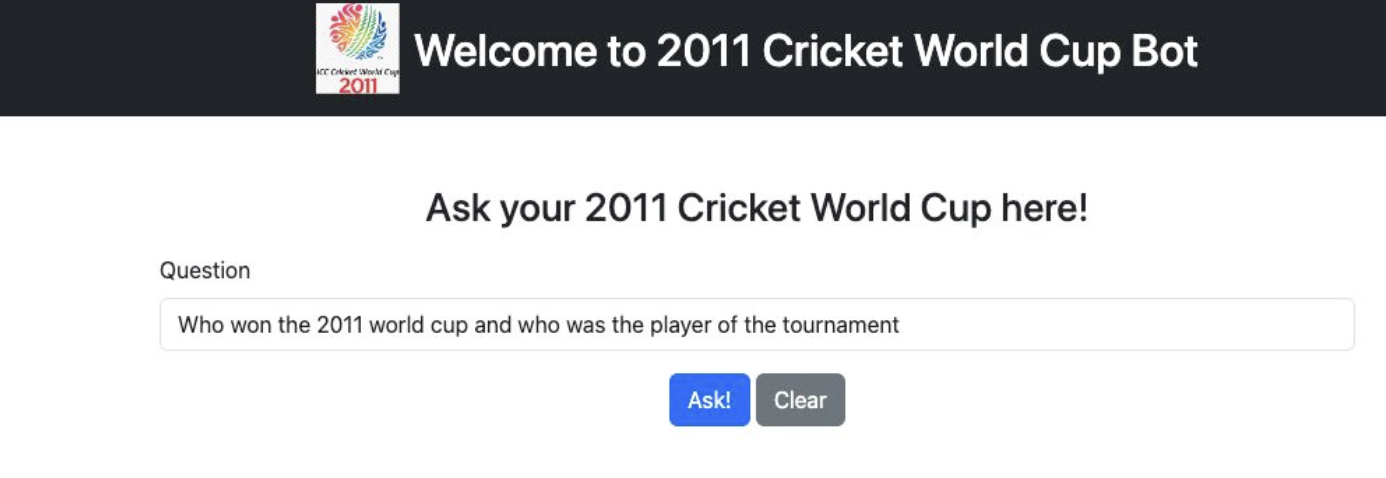 ICC Cricket World Cup
2011
Welcome to 2011 Cricket World Cup Bot
Ask your 2011 Cricket World Cup here!
Question
Who won the 2011 world cup and who was the player of the tournament
Ask! Clear